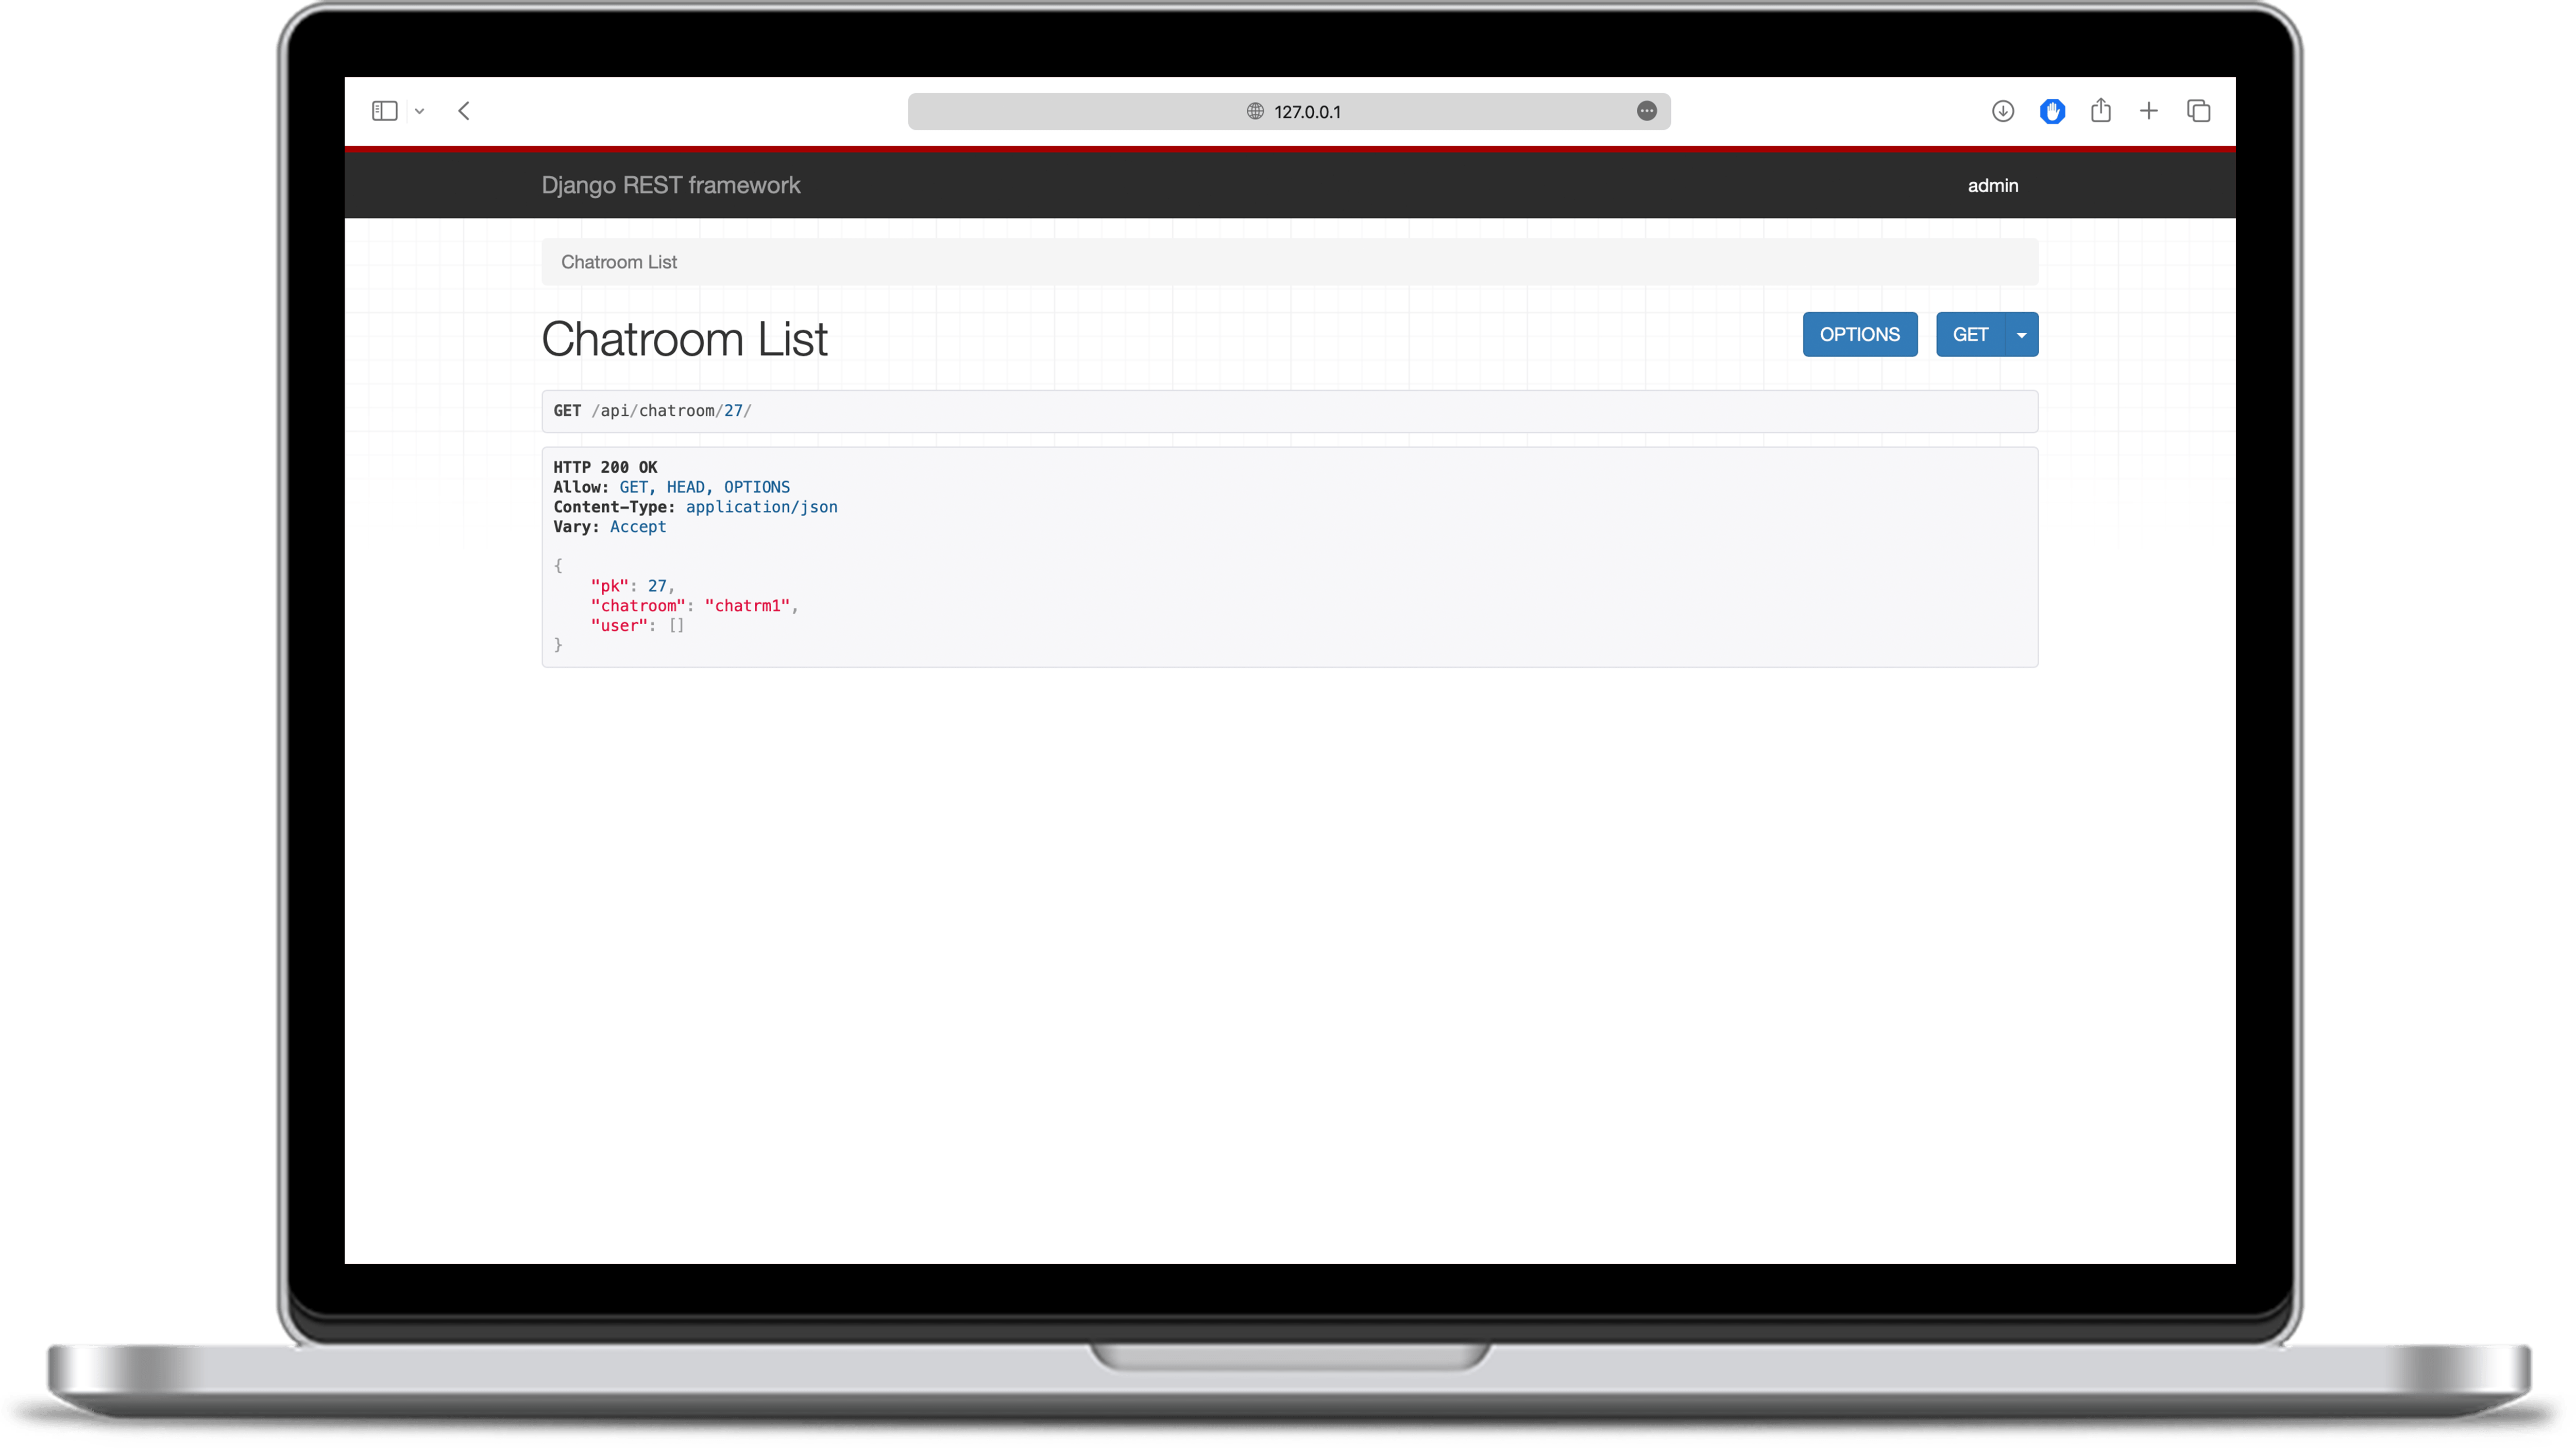 127.0.0.1
Django REST framework
admin
Chatroom List
Chatroom List
OPTIONS
GET
GET /api/chatroom/27/
HTTP 200 OK
Allow: GET, HEAD, OPTIONS
Content-Type: application/json
Vary: Accept
{
    "pk": 27,
    "chatroom": "chatrm1",
    "user": []
}